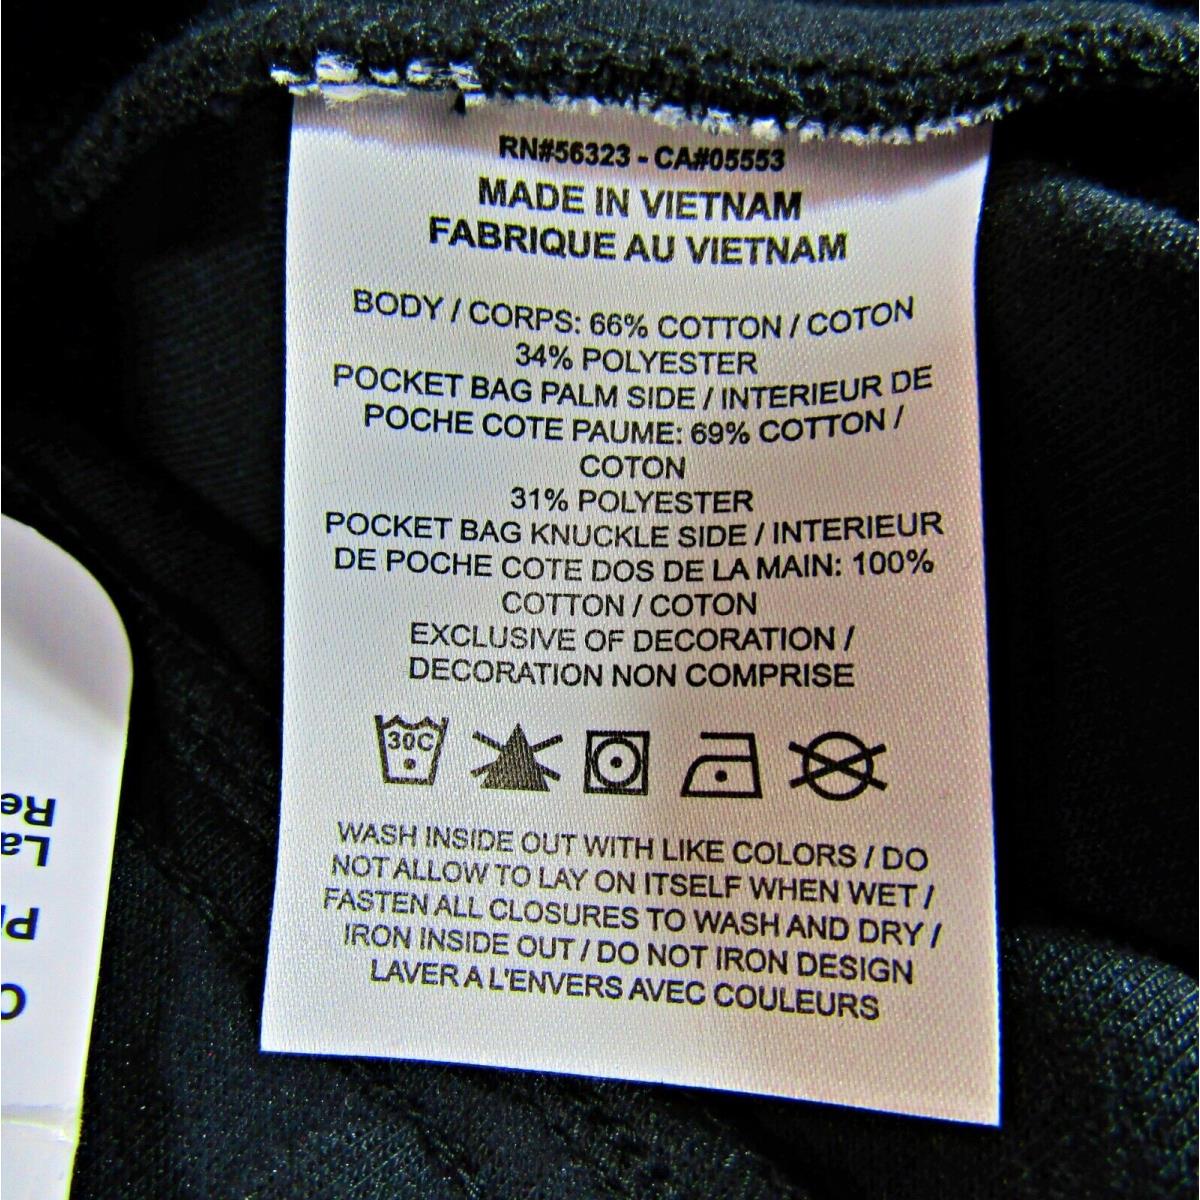 RN#56323 - CA#05553
MADE IN VIETNAM
FABRIQUE AU VIETNAM
BODY / CORPS: 66% COTTON / COTON
34% POLYESTER
POCKET BAG PALM SIDE / INTERIEUR DE
POCHE COTE PAUME: 69% COTTON /
COTON
31% POLYESTER
POCKET BAG KNUCKLE SIDE / INTERIEUR
DE POCHE COTE DOS DE LA MAIN: 100%
COTTON / COTON
EXCLUSIVE OF DECORATION /
DECORATION NON COMPRISE
30C
WASH INSIDE OUT WITH LIKE COLORS / DO
NOT ALLOW TO LAY ON ITSELF WHEN WET /
FASTEN ALL CLOSURES TO WASH AND DRY /
IRON INSIDE OUT / DO NOT IRON DESIGN
LAVER A L'ENVERS AVEC COULEURS